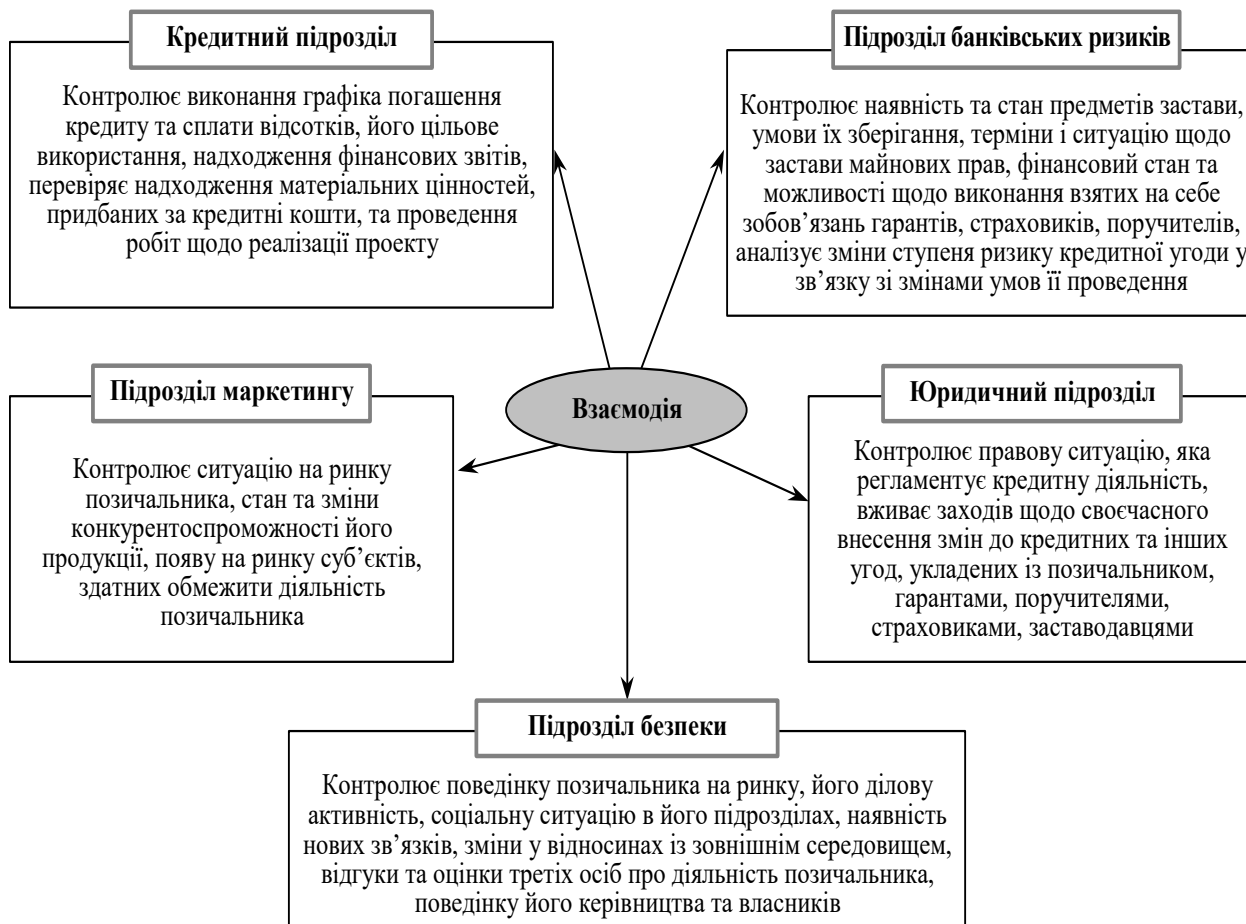 Кредитний підрозділ
Контролює виконання графіка погашення
кредиту та сплати відсотків, його цільове
використання, надходження фінансових звітів,
перевіряє надходження матеріальних цінностей,
придбаних за кредитні кошти, та проведення
робіт щодо реалізації проекту
Підрозділ банківських ризиків
Контролює наявність та стан предметів застави,
умови їх зберігання, терміни і ситуацію щодо
застави майнових прав, фінансовий стан та
можливості щодо виконання взятих на себе
зобов’язань гарантів, страховиків, поручителів,
аналізує зміни ступеня ризику кредитної угоди у
зв’язку зі змінами умов її проведення
Підрозділ маркетингу
Контролює ситуацію на ринку
позичальника, стан та зміни
конкурентоспроможності його
продукції, появу на ринку суб’єктів,
здатних обмежити діяльність
позичальника
Взаємодія
Юридичний підрозділ
Контролює правову ситуацію, яка
регламентує кредитну діяльність,
вживає заходів щодо своєчасного
внесення змін до кредитних та інших
угод, укладених із позичальником,
гарантами, поручителями,
страховиками, заставодавцями
Підрозділ безпеки
Контролює поведінку позичальника на ринку, його ділову
активність, соціальну ситуацію в його підрозділах, наявність
нових зв’язків, зміни у відносинах із зовнішнім середовищем,
відгуки та оцінки третіх осіб про діяльність позичальника,
поведінку його керівництва та власників